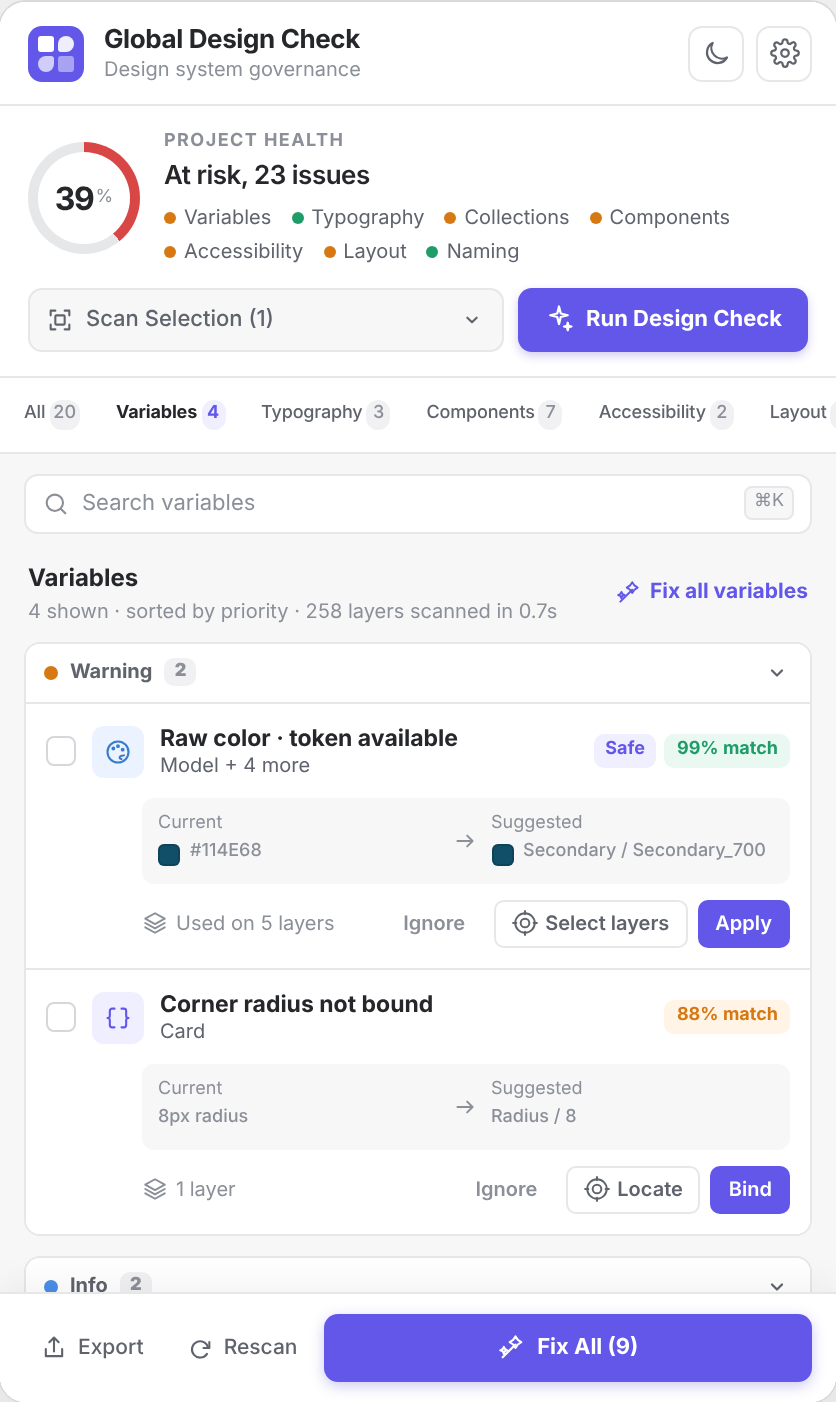 Global Design Check
Design system governance
39%
PROJECT HEALTH
At risk, 23 issues
Variables Typography Collections Components
Accessibility Layout Naming
Scan Selection (1)
Run Design Check
All 20 Variables 4 Typography 3 Components 7 Accessibility 2 Layout
Search variables ⌘K
Variables
4 shown · sorted by priority · 258 layers scanned in 0.7s
Fix all variables
Warning 2
Raw color · token available
Model + 4 more
Safe 99% match
Current
#114E68
→
Suggested
Secondary / Secondary_700
Used on 5 layers Ignore Select layers Apply
Corner radius not bound
Card
88% match
Current
8px radius
→
Suggested
Radius / 8
1 layer Ignore Locate Bind
Info 2
Export Rescan Fix All (9)